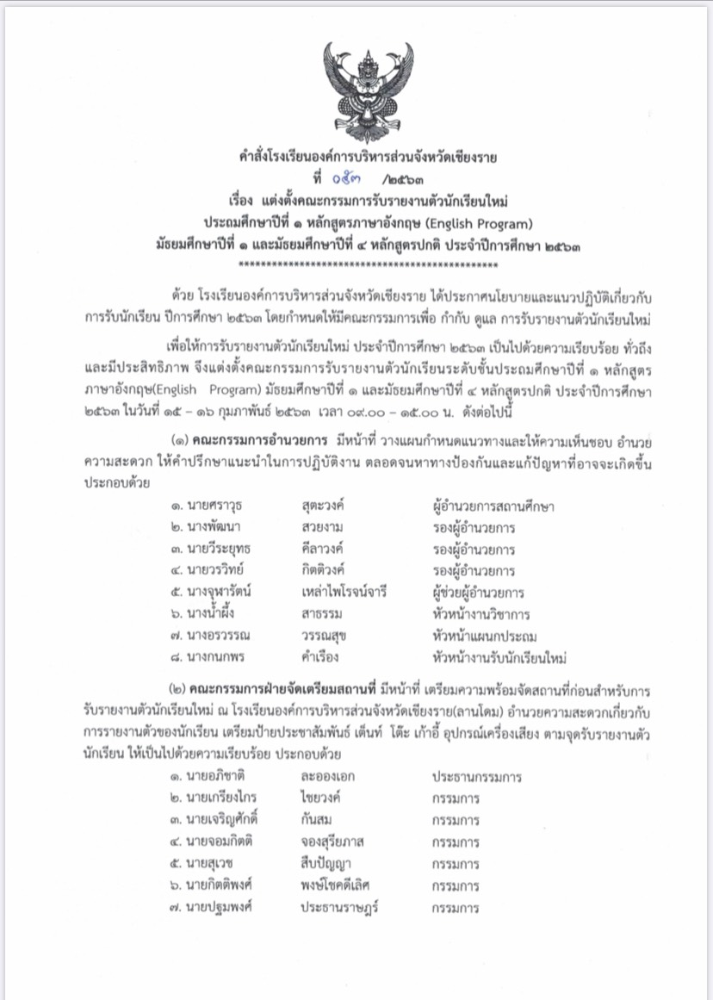 คำสั่งโรงเรียนองค์การบริหารส่วนจังหวัดเชียงราย
ที่ ๐๕๓ /๒๕๖๓
เรื่อง แต่งตั้งคณะกรรมการรับรายงานตัวนักเรียนใหม่
ประถมศึกษาปีที่ ๑ หลักสูตรภาษาอังกฤษ (English Program)
มัธยมศึกษาปีที่ ๑ และมัธยมศึกษาปีที่ ๔ หลักสูตรปกติ ประจำปีการศึกษา ๒๕๖๓
***********************************************
ด้วย โรงเรียนองค์การบริหารส่วนจังหวัดเชียงราย ได้ประกาศนโยบายและแนวปฏิบัติเกี่ยวกับ
การรับนักเรียน ปีการศึกษา ๒๕๖๓ โดยกำหนดให้มีคณะกรรมการเพื่อ กำกับ ดูแล การรับรายงานตัวนักเรียนใหม่
เพื่อให้การรับรายงานตัวนักเรียนใหม่ ประจำปีการศึกษา ๒๕๖๓ เป็นไปด้วยความเรียบร้อย ทั่วถึง
และมีประสิทธิภาพ จึงแต่งตั้งคณะกรรมการรับรายงานตัวนักเรียนระดับชั้นประถมศึกษาปีที่ ๑ หลักสูตร
ภาษาอังกฤษ(English Program) มัธยมศึกษาปีที่ ๑ และมัธยมศึกษาปีที่ ๔ หลักสูตรปกติ ประจำปีการศึกษา
๒๕๖๓ ในวันที่ ๑๕ – ๑๖ กุมภาพันธ์ ๒๕๖๓ เวลา ๐๙.๐๐ – ๑๕.๐๐ น. ดังต่อไปนี้
(๑) คณะกรรมการอำนวยการ มีหน้าที่ วางแผนกำหนดแนวทางและให้ความเห็นชอบ อำนวย
ความสะดวก ให้คำปรึกษาแนะนำในการปฏิบัติงาน ตลอดจนหาทางป้องกันและแก้ปัญหาที่อาจจะเกิดขึ้น
ประกอบด้วย
๑. นายศราวุธ สุตะวงค์ ผู้อำนวยการสถานศึกษา
๒. นางพัฒนา สวยงาม รองผู้อำนวยการ
๓. นายวีระยุทธ คีลาวงค์ รองผู้อำนวยการ
๔. นายวรวิทย์ กิตติวงค์ รองผู้อำนวยการ
๕. นางจุฬารัตน์ เหล่าไพโรจน์จารี ผู้ช่วยผู้อำนวยการ
๖. นางน้ำผึ้ง สาธรรม หัวหน้างานวิชาการ
๗. นางอรวรรณ วรรณสุข หัวหน้าแผนกประถม
๘. นางกนกพร คำเรือง หัวหน้างานรับนักเรียนใหม่
(๒) คณะกรรมการฝ่ายจัดเตรียมสถานที่ มีหน้าที่ เตรียมความพร้อมจัดสถานที่ก่อนสำหรับการ
รับรายงานตัวนักเรียนใหม่ ณ โรงเรียนองค์การบริหารส่วนจังหวัดเชียงราย(ลานโดม) อำนวยความสะดวกเกี่ยวกับ
การรายงานตัวของนักเรียน เตรียมป้ายประชาสัมพันธ์ เต็นท์ โต๊ะ เก้าอี้ อุปกรณ์เครื่องเสียง ตามจุดรับรายงานตัว
นักเรียน ให้เป็นไปด้วยความเรียบร้อย ประกอบด้วย
๑. นายอภิชาติ ละอองเอก ประธานกรรมการ
๒. นายเกรียงไกร ไชยวงค์ กรรมการ
๓. นายเจริญศักดิ์ กันสม กรรมการ
๔. นายจอมกิตติ จองสุรียภาส กรรมการ
๕. นายสุเวช สืบปัญญา กรรมการ
๖. นายกิตติพงศ์ พงษ์โชคดีเลิศ กรรมการ
๗. นายปฐมพงศ์ ประธานราษฎร์ กรรมการ